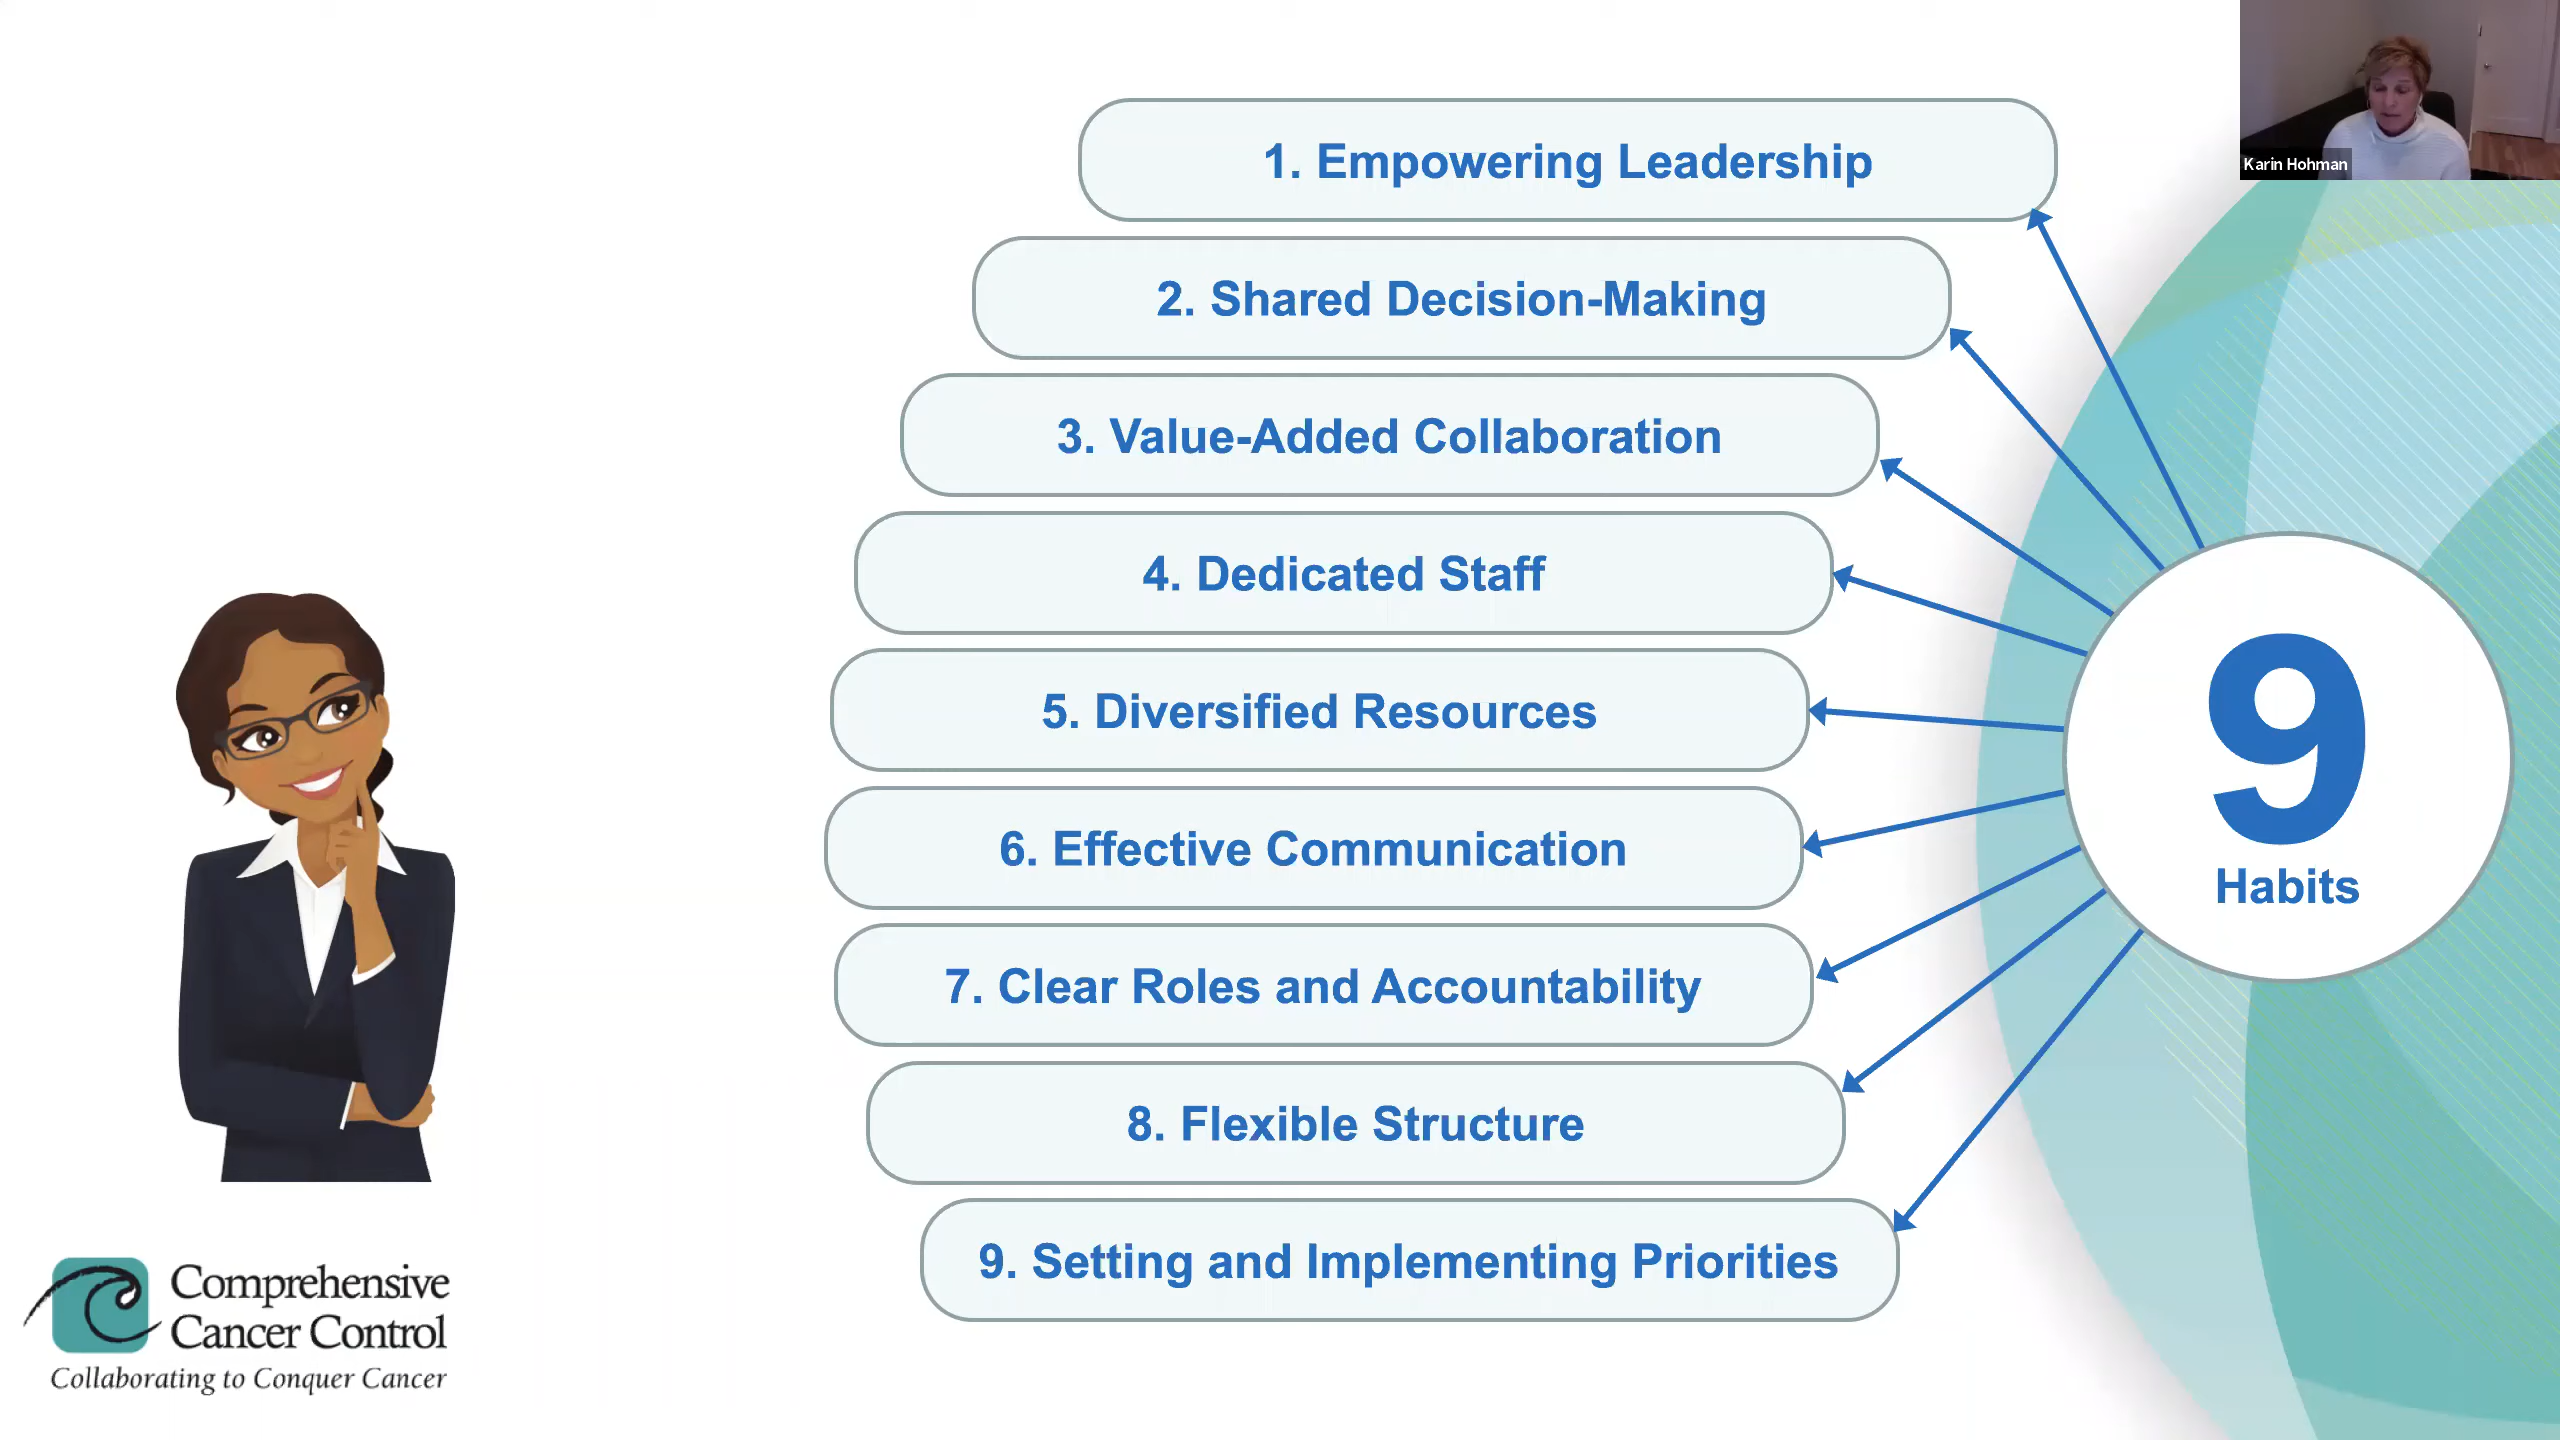 Karin Hohman
1. Empowering Leadership
2. Shared Decision-Making
3. Value-Added Collaboration
4. Dedicated Staff
5. Diversified Resources
6. Effective Communication
7. Clear Roles and Accountability
8. Flexible Structure
9. Setting and Implementing Priorities
9
Habits
Comprehensive
Cancer Control
Collaborating to Conquer Cancer